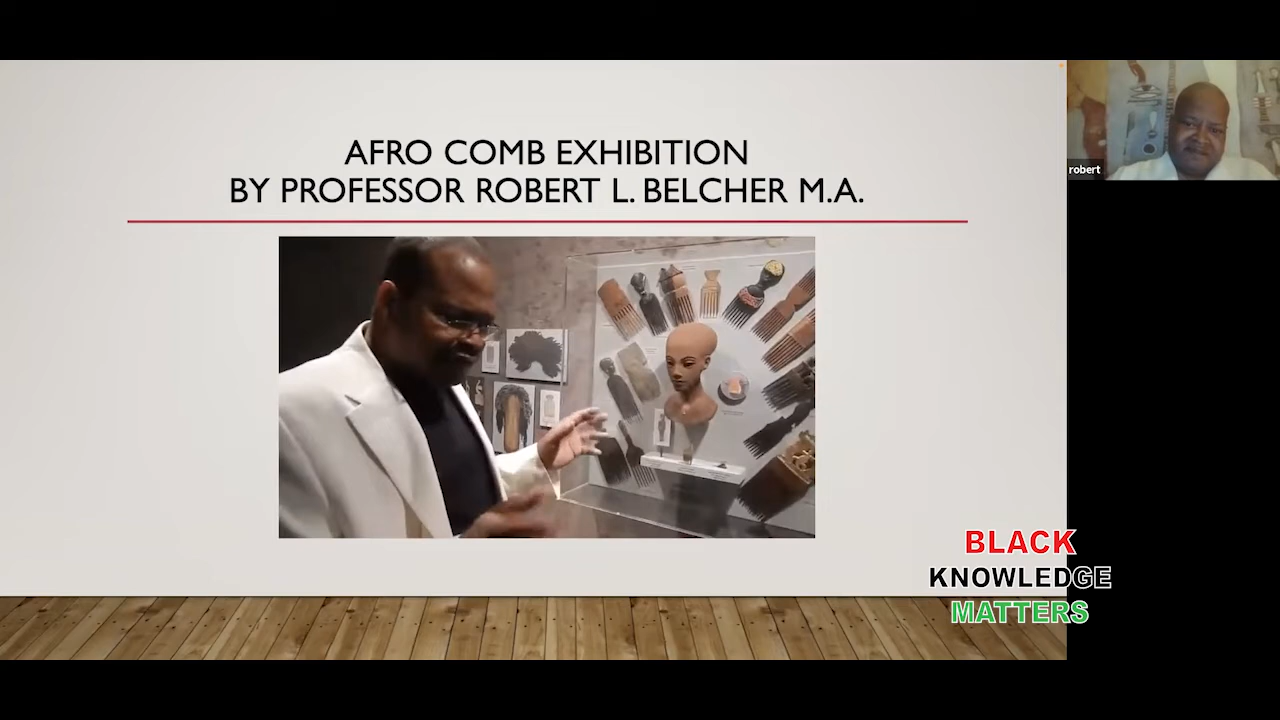 AFRO COMB EXHIBITION
BY PROFESSOR ROBERT L. BELCHER M.A.
robert
BLACK
KNOWLEDGE
MATTERS